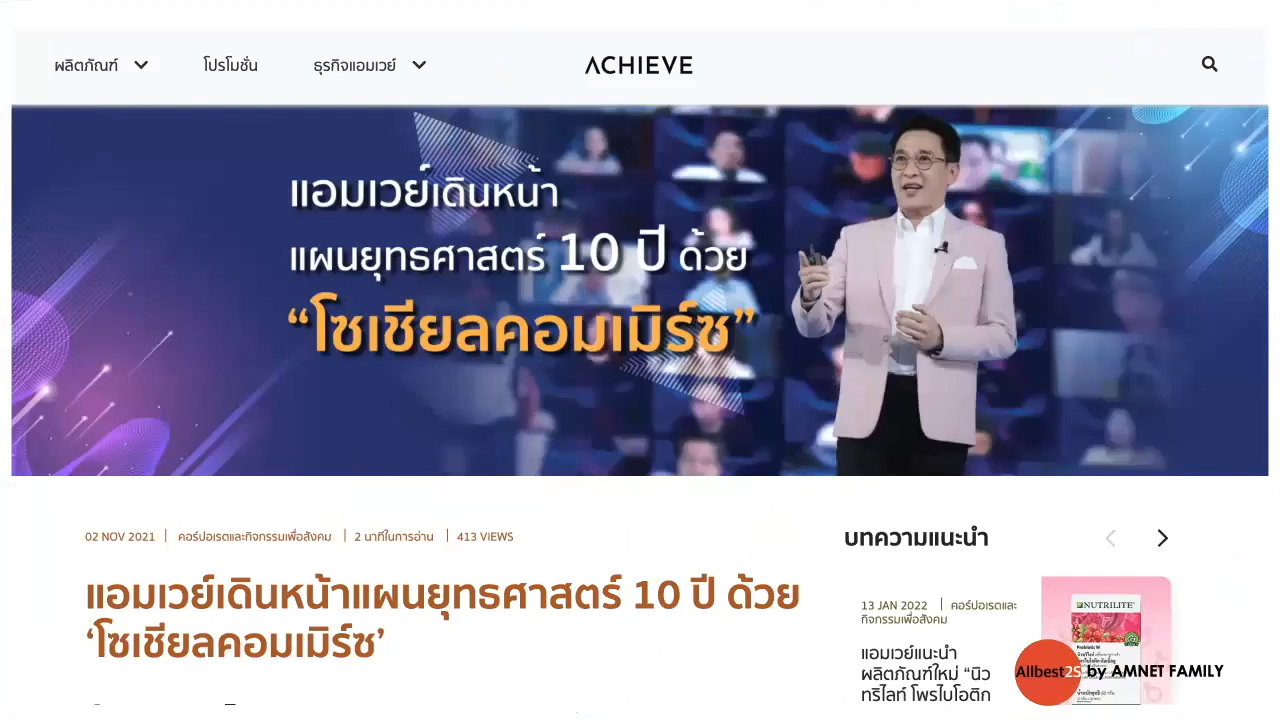 ผลิตภัณฑ์
โปรโมชั่น
ธุรกิจแอมเวย์
ACHIEVE
แอมเวย์เดินหน้า
แผนยุทธศาสตร์ 10 ปี ด้วย
“โซเชียลคอมเมิร์ซ”
02 NOV 2021 | คอร์ปอเรตและกิจกรรมเพื่อสังคม | 2 นาทีในการอ่าน | 413 VIEWS
แอมเวย์เดินหน้าแผนยุทธศาสตร์ 10 ปี ด้วย
‘โซเชียลคอมเมิร์ซ’
บทความแนะนำ
13 JAN 2022 | คอร์ปอเรตและ
กิจกรรมเพื่อสังคม
แอมเวย์แนะนำ
ผลิตภัณฑ์ใหม่ “นิว
ทริไลท์ โพรไบโอติก
NUTRILITE
Probiotic W
Allbest2S by AMNET FAMILY